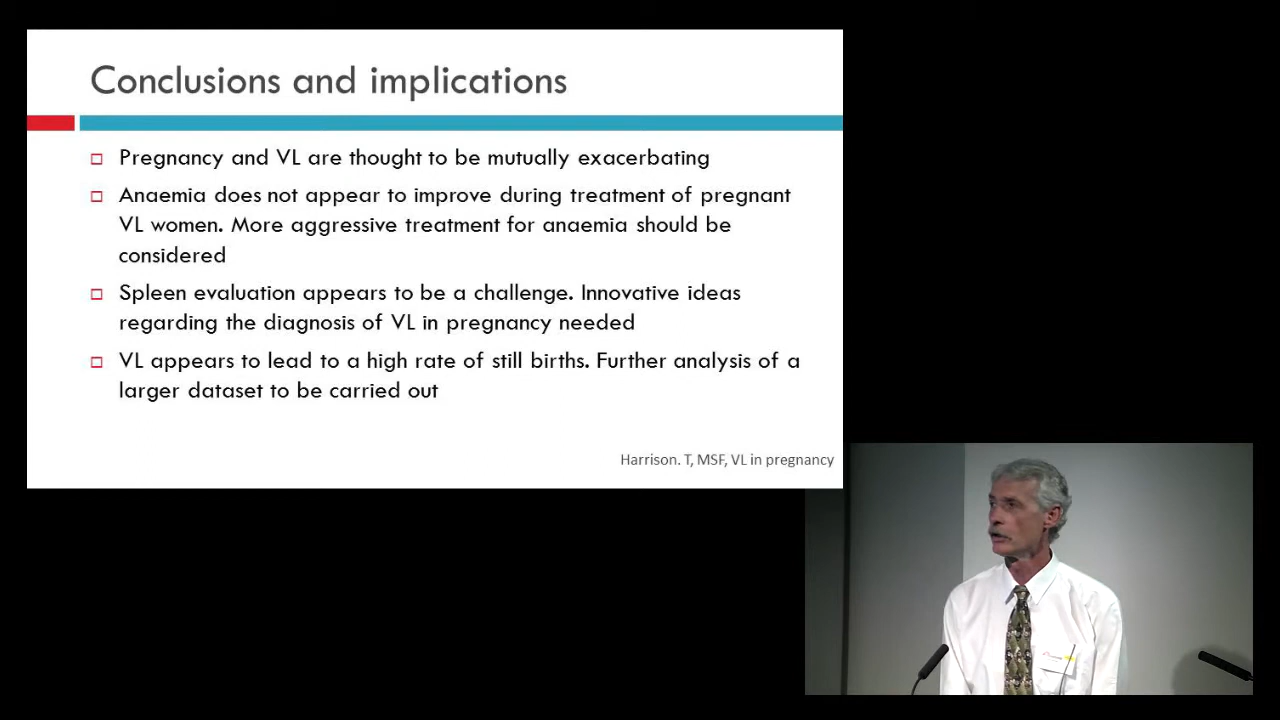 Conclusions and implications
Pregnancy and VL are thought to be mutually exacerbating
Anaemia does not appear to improve during treatment of pregnant
VL women. More aggressive treatment for anaemia should be
considered
Spleen evaluation appears to be a challenge. Innovative ideas
regarding the diagnosis of VL in pregnancy needed
VL appears to lead to a high rate of still births. Further analysis of a
larger dataset to be carried out
Harrison. T, MSF, VL in pregnancy